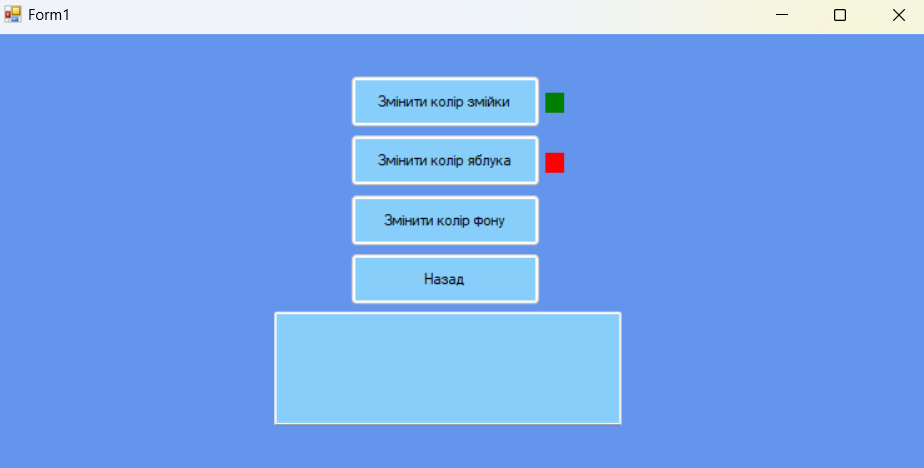 Form1
Змінити колір змійки
Змінити колір яблука
Змінити колір фону
Назад